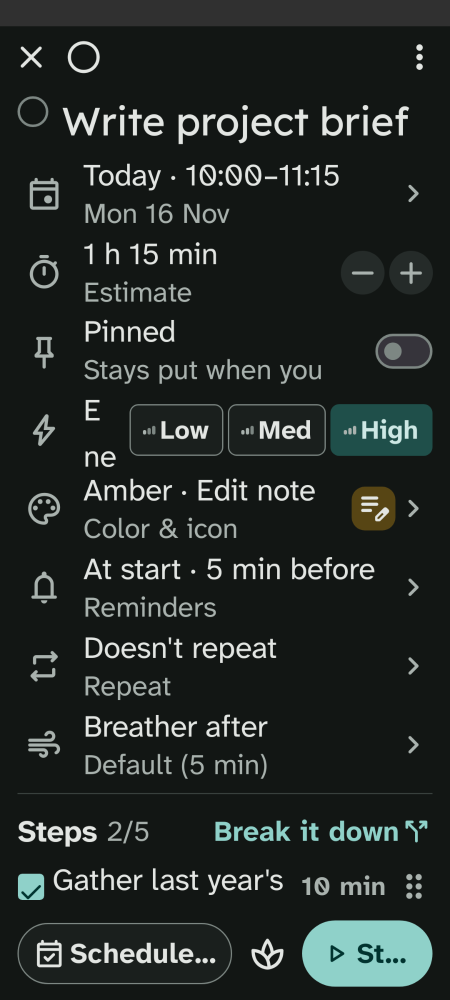 Write project brief
Today · 10:00–11:15
Mon 16 Nov
1 h 15 min
Estimate
Pinned
Stays put when you
E
ne
Low
Med
High
Amber · Edit note
Color & icon
At start · 5 min before
Reminders
Doesn't repeat
Repeat
Breather after
Default (5 min)
Steps 2/5
Break it down
Gather last year's
10 min
Schedule...
St...